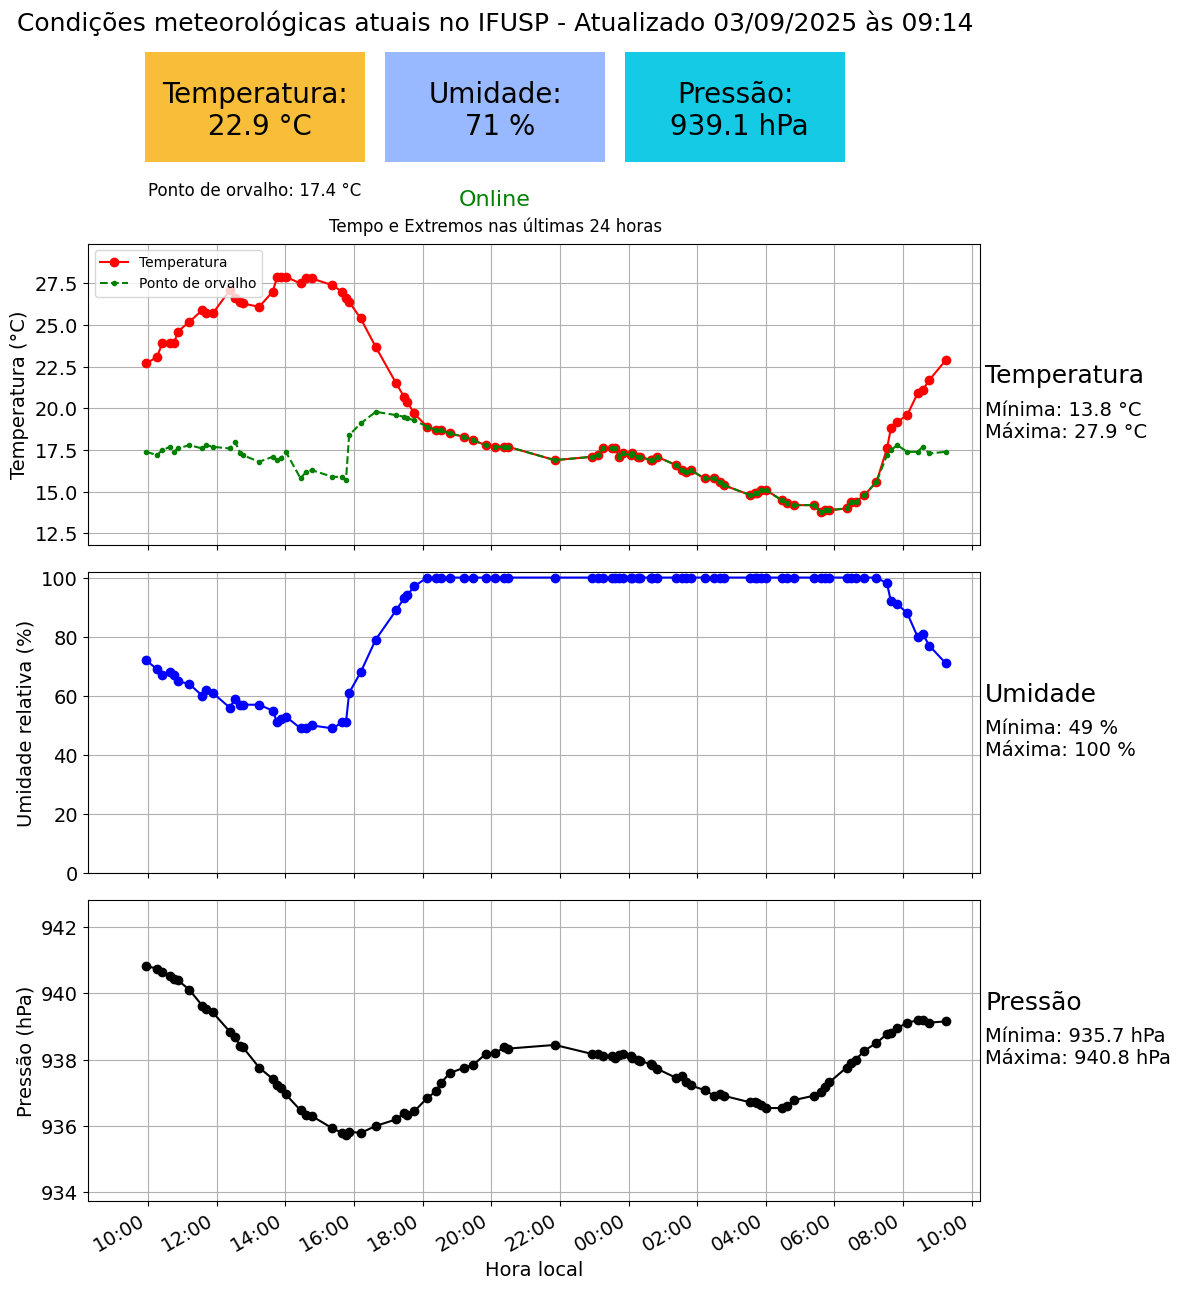 Condições meteorológicas atuais no IFUSP - Atualizado 03/09/2025 às 09:14
Temperatura:
22.9 °C
Umidade:
71 %
Pressão:
939.1 hPa
Ponto de orvalho: 17.4 °C
Online
Tempo e Extremos nas últimas 24 horas
Temperatura
Ponto de orvalho
Temperatura (°C)
27.5
25.0
22.5
20.0
17.5
15.0
12.5
Temperatura
Mínima: 13.8 °C
Máxima: 27.9 °C
Umidade relativa (%)
100
80
60
40
20
0
Umidade
Mínima: 49 %
Máxima: 100 %
Pressão (hPa)
942
940
938
936
934
Pressão
Mínima: 935.7 hPa
Máxima: 940.8 hPa
10:00 12:00 14:00 16:00 18:00 20:00 22:00 00:00 02:00 04:00 06:00 08:00 10:00
Hora local